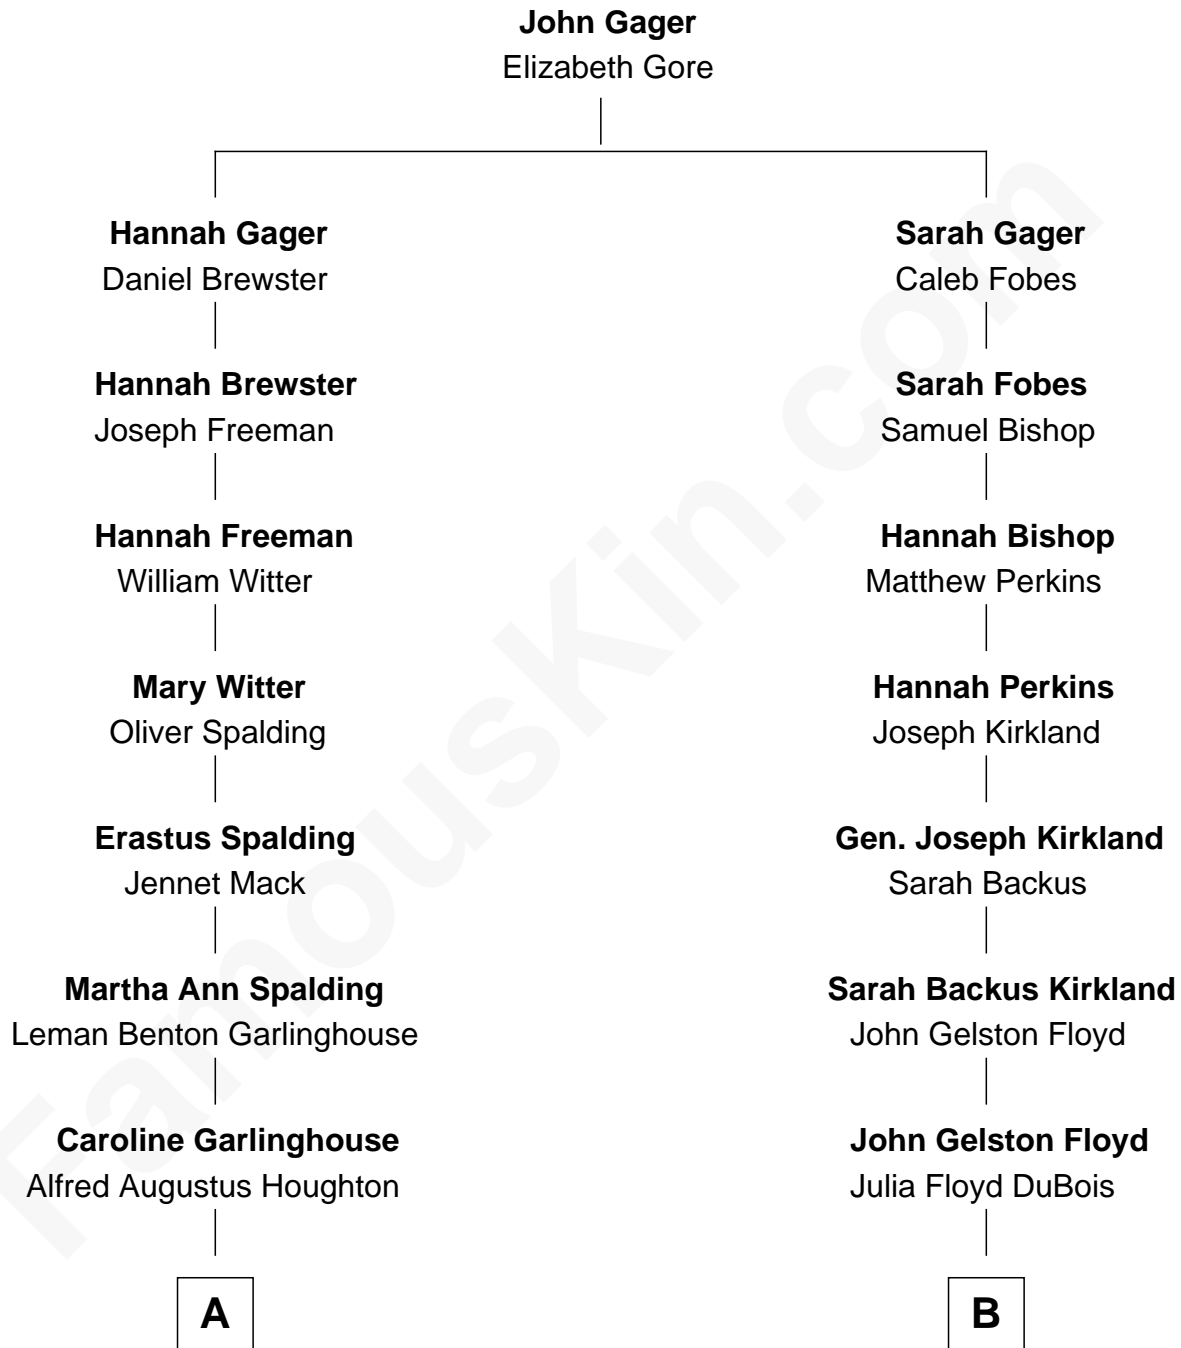 John Gager
Elizabeth Gore
Hannah Gager
Daniel Brewster
Sarah Gager
Caleb Fobes
Hannah Brewster
Joseph Freeman
Sarah Fobes
Samuel Bishop
Hannah Freeman
William Witter
Hannah Bishop
Matthew Perkins
Mary Witter
Oliver Spalding
Hannah Perkins
Joseph Kirkland
Erastus Spalding
Jennet Mack
Gen. Joseph Kirkland
Sarah Backus
Martha Ann Spalding
Leman Benton Garlinghouse
Sarah Backus Kirkland
John Gelston Floyd
Caroline Garlinghouse
Alfred Augustus Houghton
John Gelston Floyd
Julia Floyd DuBois
A
B
FamousKin.com